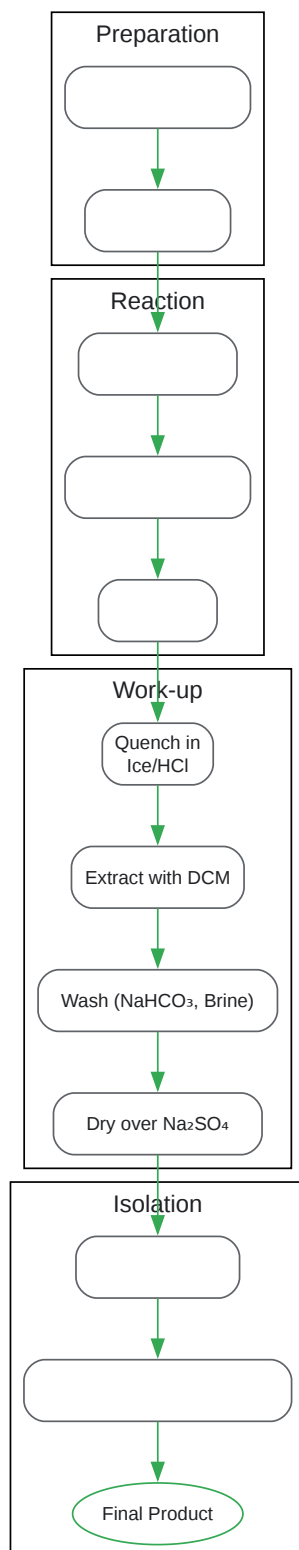 Preparation
Reaction
Work-up
Quench in
Ice/HCl
Extract with DCM
Wash (NaHCO₃, Brine)
Dry over Na₂SO₄
Isolation
Final Product